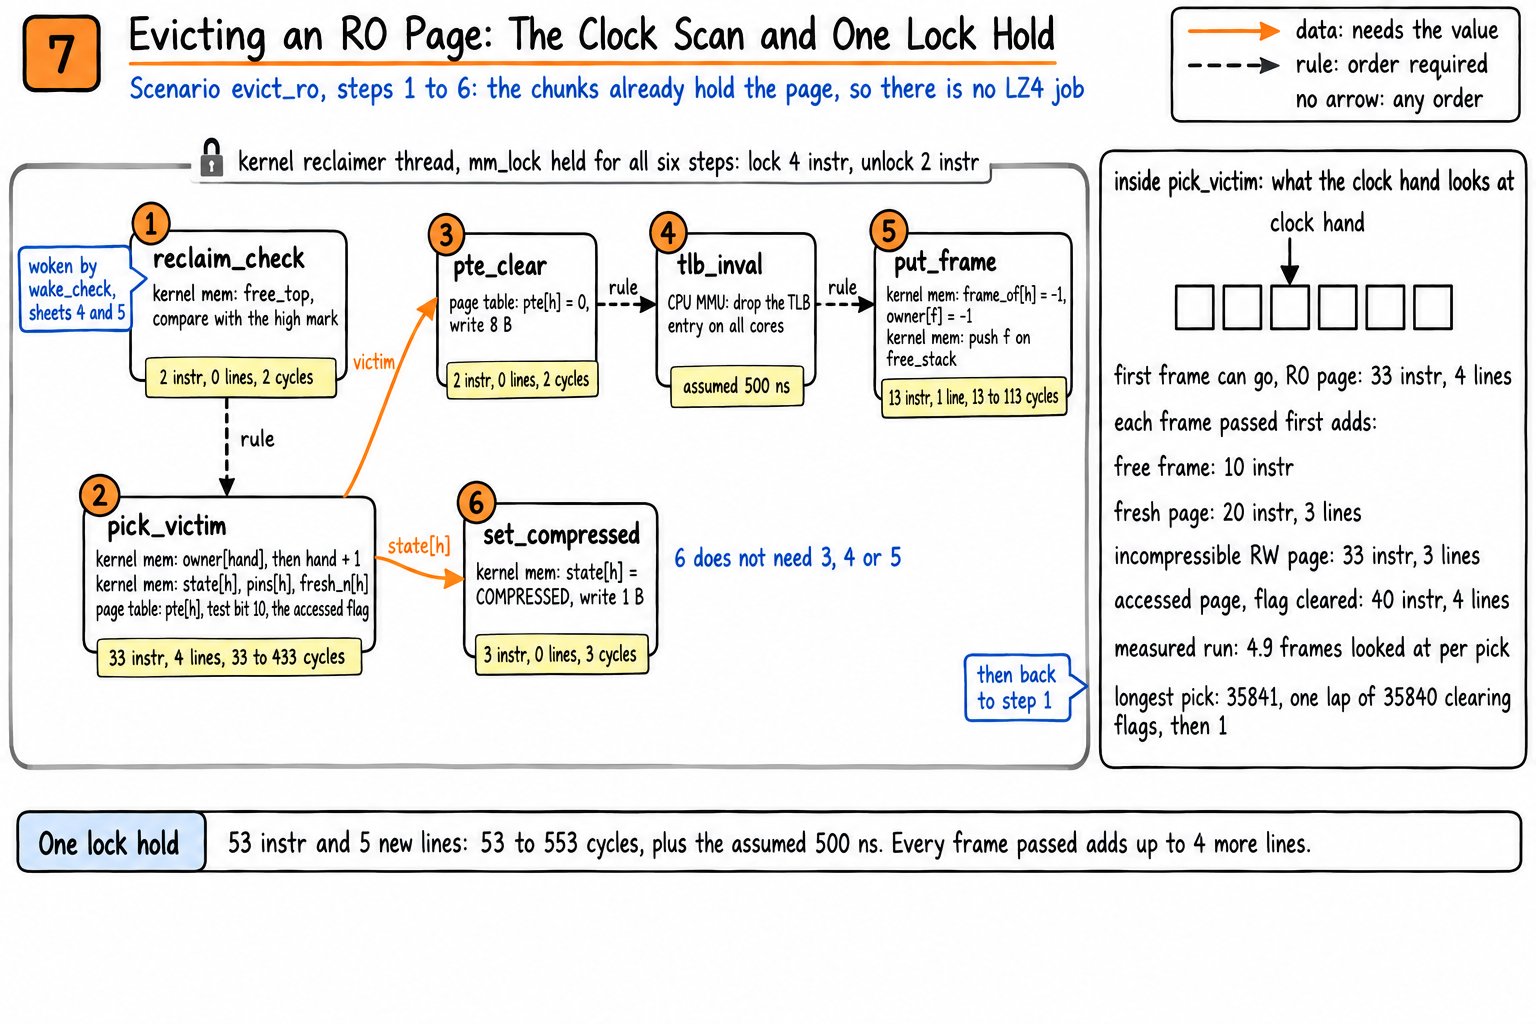 7
Evicting an RO Page: The Clock Scan and One Lock Hold
Scenario evict_ro, steps 1 to 6: the chunks already hold the page, so there is no LZ4 job
data: needs the value
rule: order required
no arrow: any order
kernel reclaimer thread, mm_lock held for all six steps: lock 4 instr, unlock 2 instr
woken by
wake_check,
sheets 4 and 5
1
reclaim_check
kernel mem: free_top,
compare with the high mark
2 instr, 0 lines, 2 cycles
rule
2
pick_victim
kernel mem: owner[hand], then hand + 1
kernel mem: state[h], pins[h], fresh_n[h]
page table: pte[h], test bit 10, the accessed flag
33 instr, 4 lines, 33 to 433 cycles
victim
3
pte_clear
page table: pte[h] = 0,
write 8 B
2 instr, 0 lines, 2 cycles
rule
4
tlb_inval
CPU MMU: drop the TLB
entry on all cores
assumed 500 ns
rule
5
put_frame
kernel mem: frame_of[h] = -1,
owner[f] = -1
kernel mem: push f on
free_stack
13 instr, 1 line, 13 to 113 cycles
state[h]
6
set_compressed
kernel mem: state[h] =
COMPRESSED, write 1 B
3 instr, 0 lines, 3 cycles
6 does not need 3, 4 or 5
then back
to step 1
inside pick_victim: what the clock hand looks at
clock hand
first frame can go, RO page: 33 instr, 4 lines
each frame passed first adds:
free frame: 10 instr
fresh page: 20 instr, 3 lines
incompressible RW page: 33 instr, 3 lines
accessed page, flag cleared: 40 instr, 4 lines
measured run: 4.9 frames looked at per pick
longest pick: 35841, one lap of 35840 clearing
flags, then 1
One lock hold
53 instr and 5 new lines: 53 to 553 cycles, plus the assumed 500 ns. Every frame passed adds up to 4 more lines.